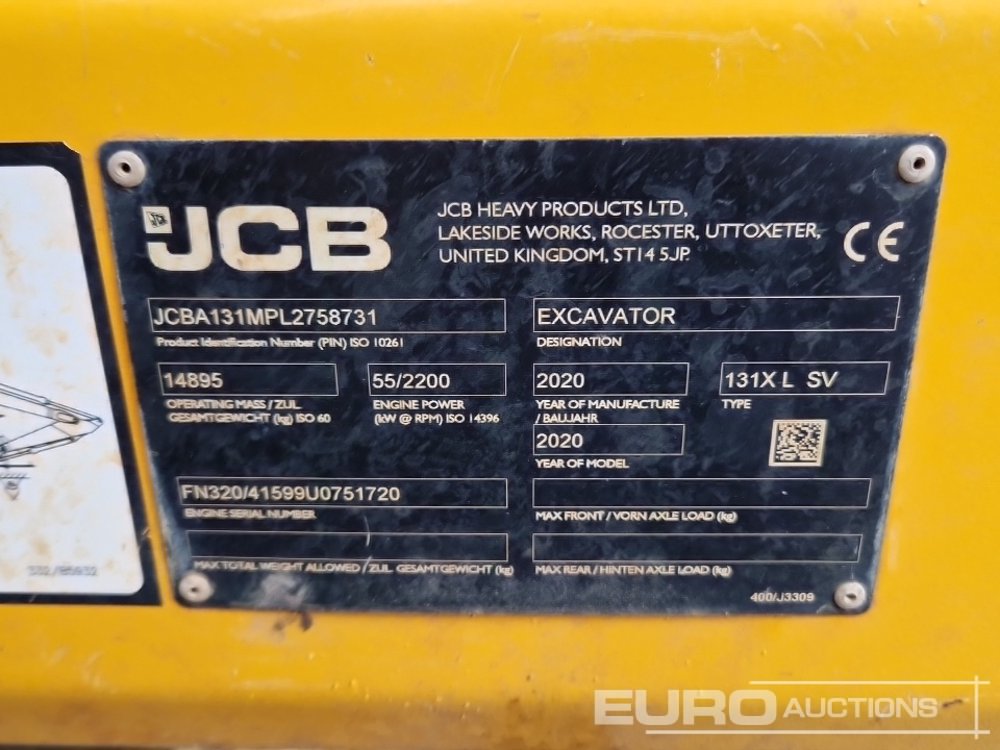 JCB
JCB HEAVY PRODUCTS LTD,
LAKESIDE WORKS, ROCESTER, UTTOXETER,
UNITED KINGDOM, ST14 5JP.
CE
JCBA131MPL2758731
Product Identification Number (PIN) ISO 10261
EXCAVATOR
DESIGNATION
14895
OPERATING MASS / ZUL
GESAMTGEWICHT (kg) ISO 60
55/2200
ENGINE POWER
(kW @ RPM) ISO 14396
2020
YEAR OF MANUFACTURE
/ BAUJAHR
131X L SV
TYPE
2020
YEAR OF MODEL
FN320/41599U0751720
ENGINE SERIAL NUMBER
MAX FRONT / VORN AXLE LOAD (kg)
MAX TOTAL WEIGHT ALLOWED / ZUL GESAMTGEWICHT (kg)
MAX REAR / HINTEN AXLE LOAD (kg)
400/J3309
EURO AUCTIONS